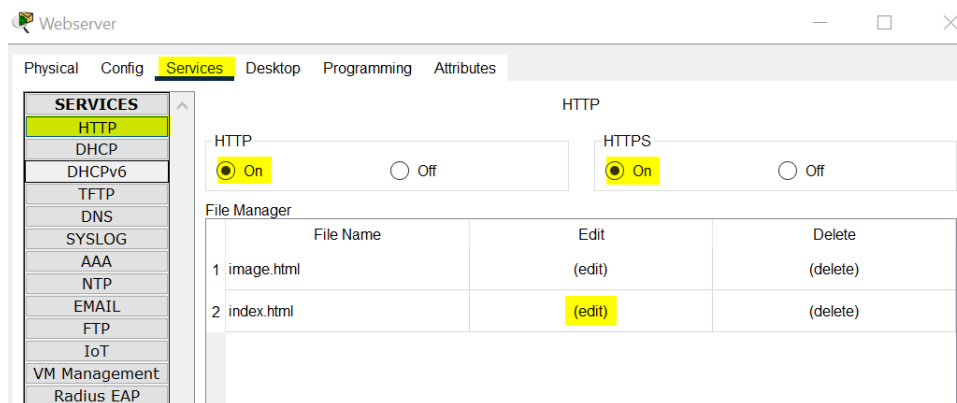 Webserver
Physical Config Services Desktop Programming Attributes
SERVICES
HTTP
DHCP
DHCPv6
TFTP
DNS
SYSLOG
AAA
NTP
EMAIL
FTP
IoT
VM Management
Radius EAP
HTTP
HTTP
On Off
HTTPS
On Off
File Manager
File Name Edit Delete
1 image.html (edit) (delete)
2 index.html (edit) (delete)